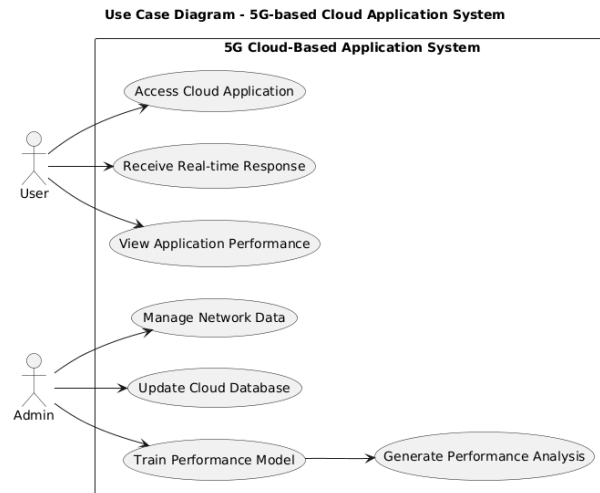 Use Case Diagram - 5G-based Cloud Application System
5G Cloud-Based Application System
Access Cloud Application
Receive Real-time Response
User
View Application Performance
Manage Network Data
Update Cloud Database
Admin
Train Performance Model
Generate Performance Analysis